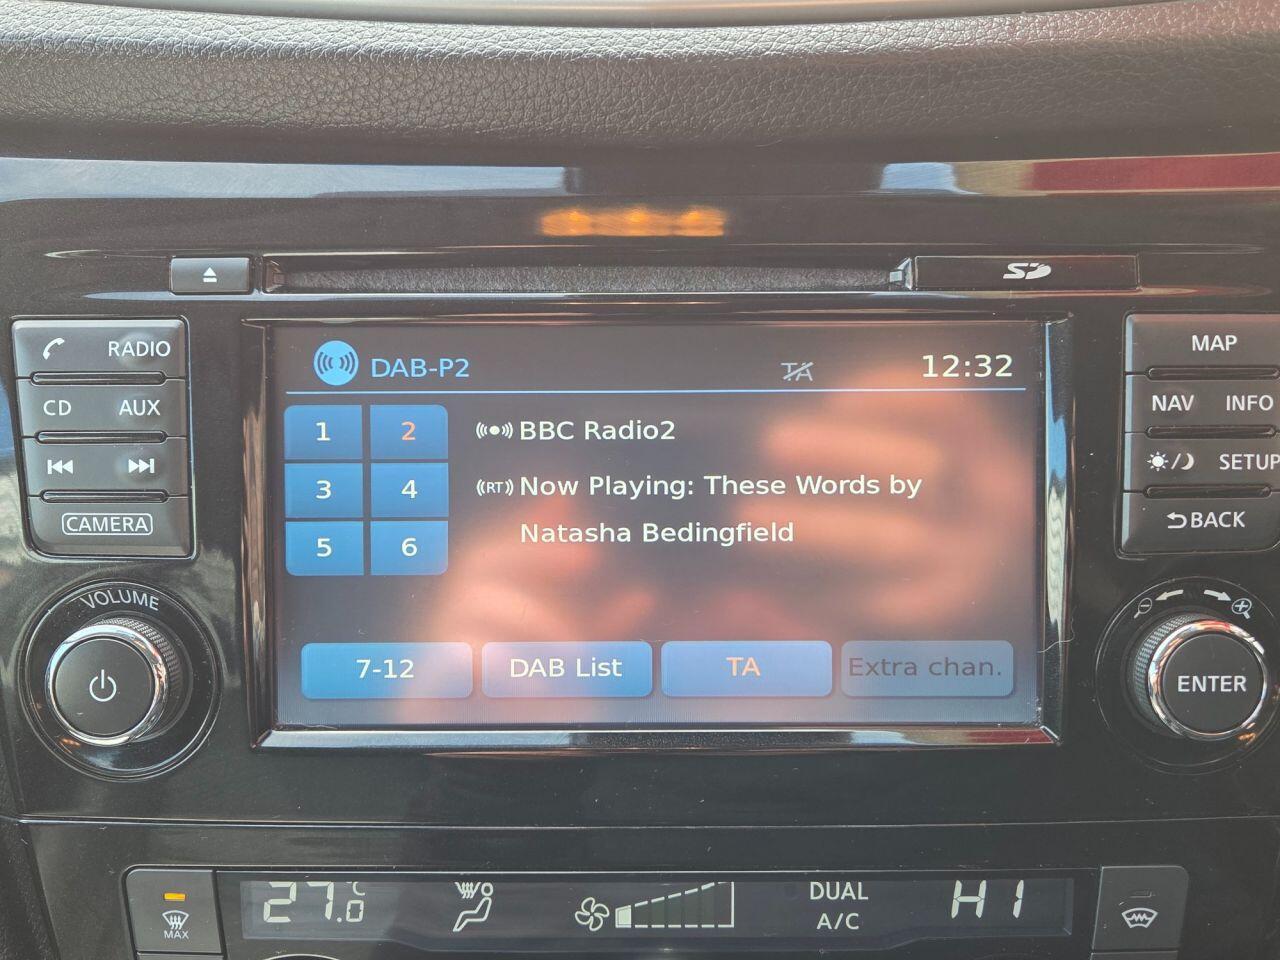 SD
RADIO
CD AUX
CAMERA
VOLUME
DAB-P2
TA
12:32
1 2
3 4
5 6
BBC Radio2
(RT) Now Playing: These Words by
Natasha Bedingfield
7-12
DAB List
TA
Extra chan.
MAP
NAV INFO
SETUP
BACK
ENTER
MAX
27.0 °C
DUAL
A/C
HI